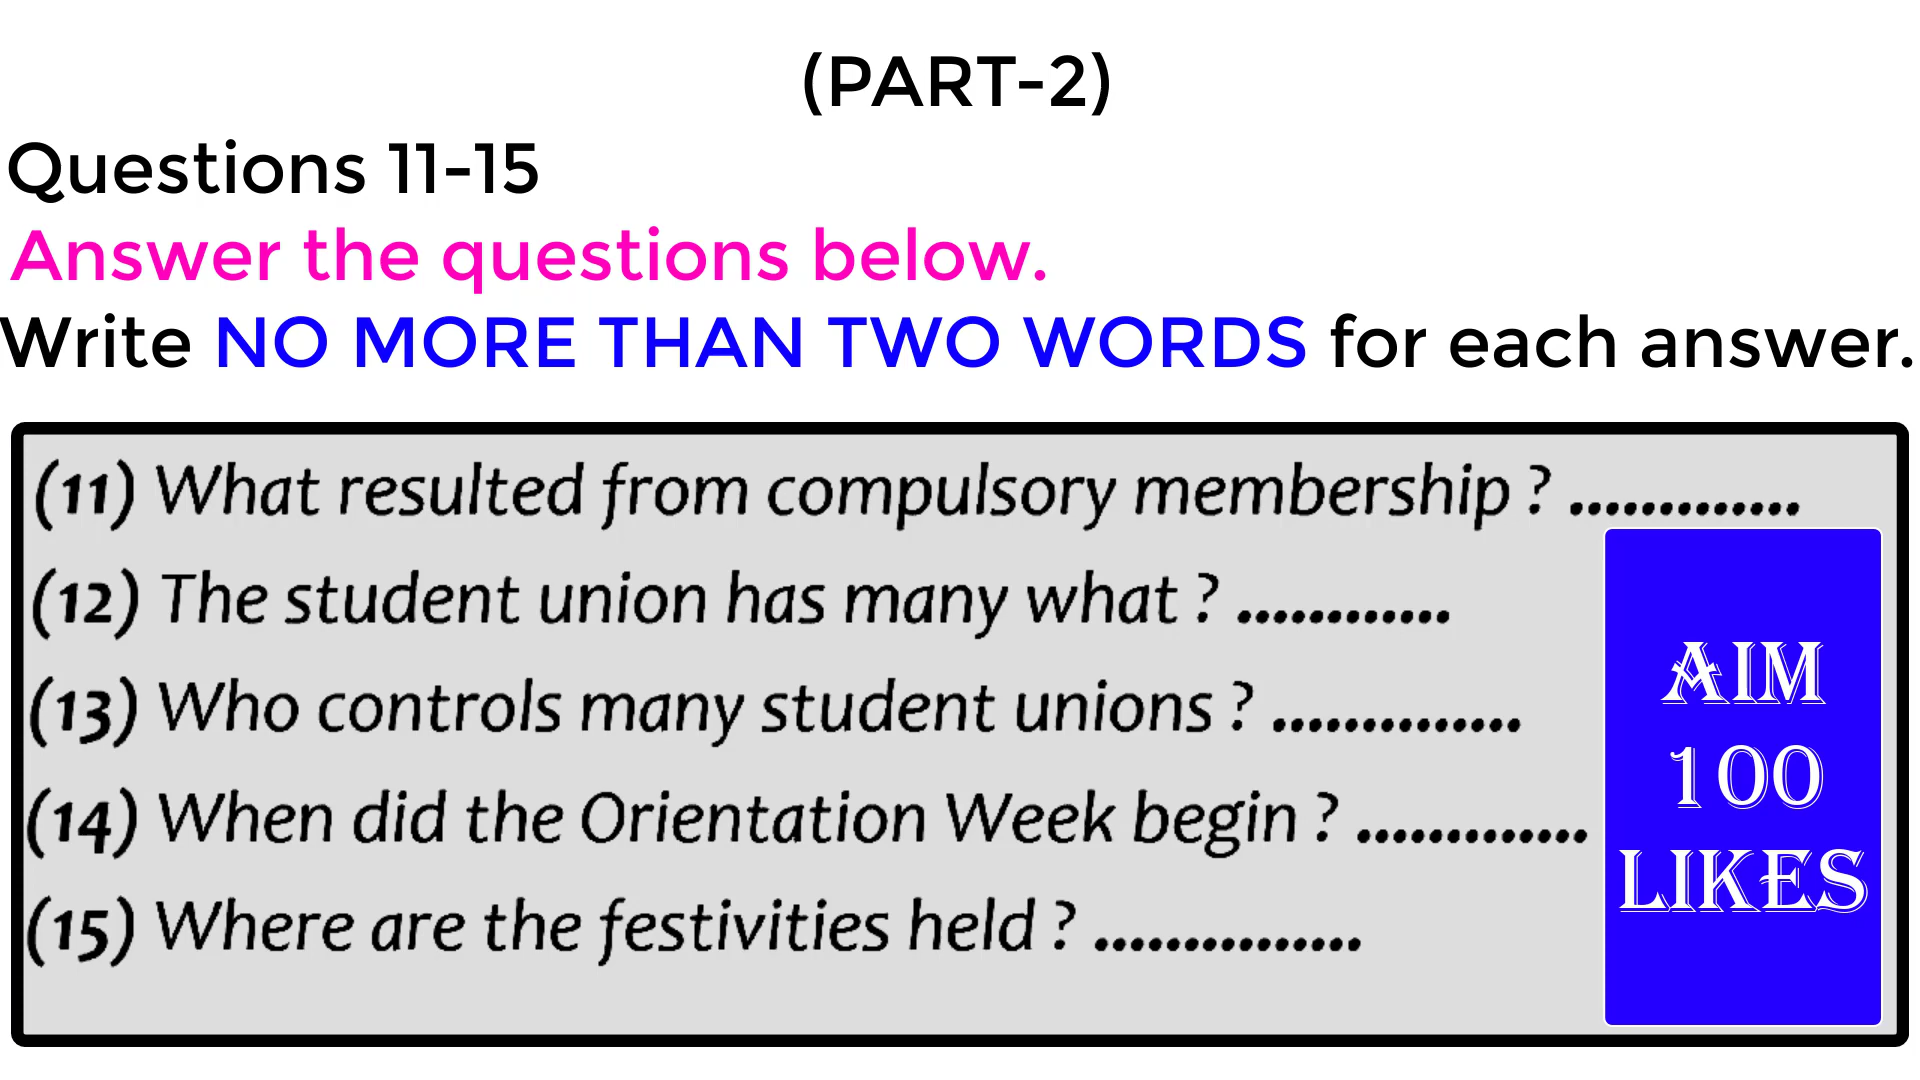 (PART-2)
Questions 11-15
Answer the questions below.
Write NO MORE THAN TWO WORDS for each answer.
(11) What resulted from compulsory membership ? .............
(12) The student union has many what ? ............
(13) Who controls many student unions ? ..............
(14) When did the Orientation Week begin ? .............
(15) Where are the festivities held ? ...............
AIM
100
LIKES